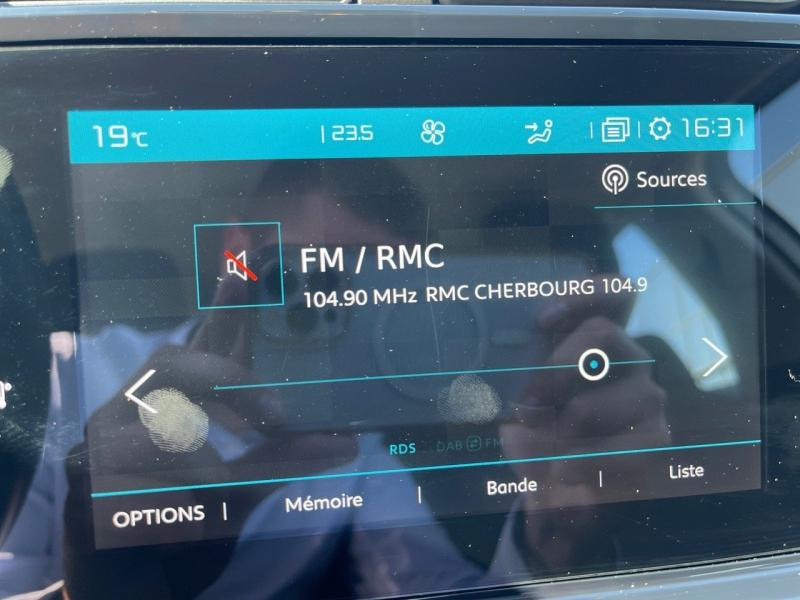 19°C | 23.5 | | 16:31
Sources
FM / RMC
104.90 MHz RMC CHERBOURG 104.9
RDS DAB FM
OPTIONS | Mémoire | Bande | Liste